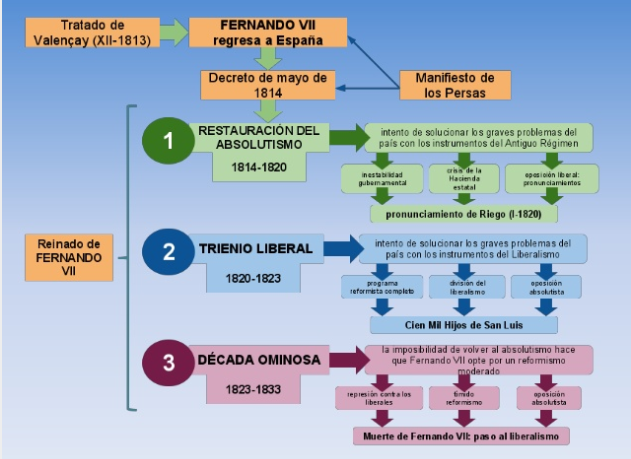 Tratado de
Valençay (XII-1813)
FERNANDO VII
regresa a España
Decreto de mayo de
1814
Manifiesto de
los Persas
Reinado de
FERNANDO
VII
1
RESTAURACIÓN DEL
ABSOLUTISMO
1814-1820
intento de solucionar los graves problemas del
país con los instrumentos del Antiguo Régimen
inestabilidad
gubernamental
crisis de la
Hacienda
estatal
oposición liberal:
pronunciamientos
pronunciamiento de Riego (I-1820)
2
TRIENIO LIBERAL
1820-1823
intento de solucionar los graves problemas del
país con los instrumentos del Liberalismo
programa
reformista completo
división del
liberalismo
oposición
absolutista
Cien Mil Hijos de San Luis
3
DÉCADA OMINOSA
1823-1833
la imposibilidad de volver al absolutismo hace
que Fernando VII opte por un reformismo
moderado
represión contra los
liberales
tímido
reformismo
oposición
absolutista
Muerte de Fernando VII: paso al liberalismo